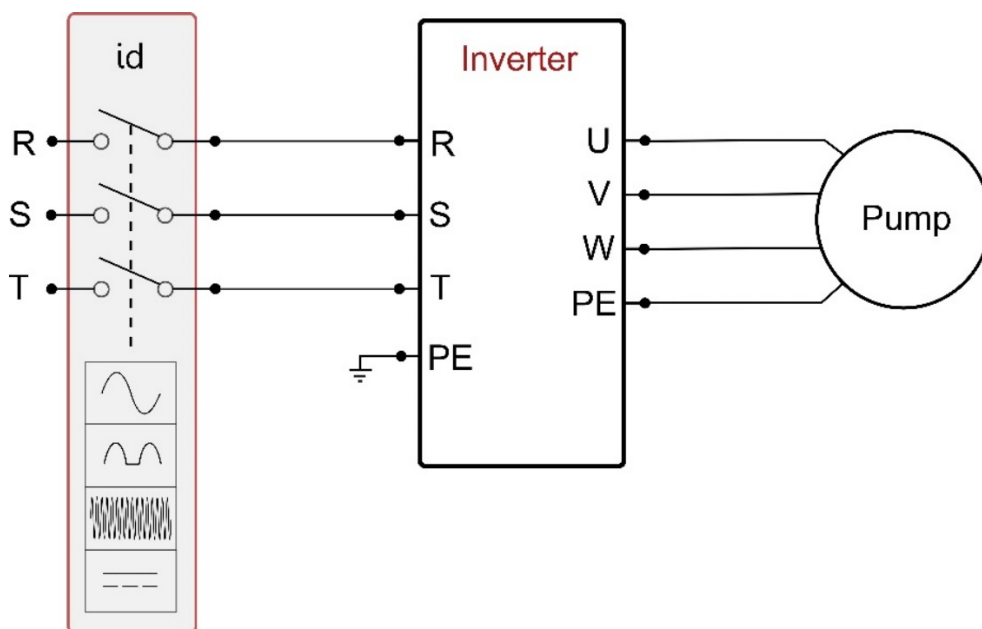 id
Inverter
R R U
S S V
T T W
PE PE
Pump